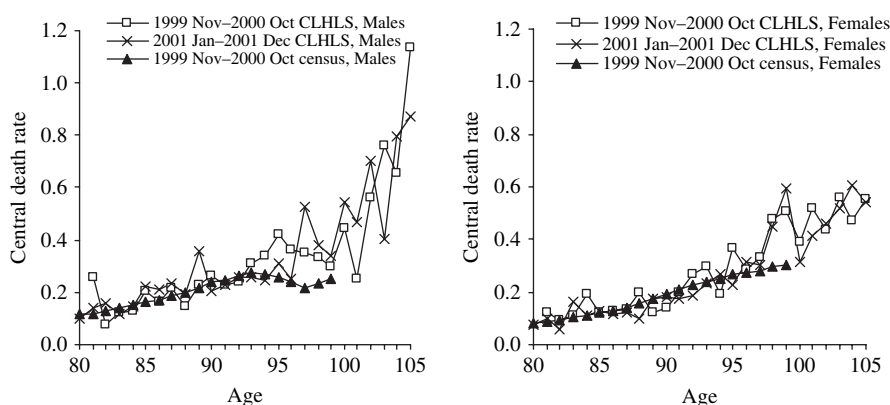 1999 Nov–2000 Oct CLHLS, Males
2001 Jan–2001 Dec CLHLS, Males
1999 Nov–2000 Oct census, Males
1.2
1.0
0.8
0.6
0.4
0.2
0.0
Central death rate
80 85 90 95 100 105
Age
1999 Nov–2000 Oct CLHLS, Females
2001 Jan–2001 Dec CLHLS, Females
1999 Nov–2000 Oct census, Females
1.2
1.0
0.8
0.6
0.4
0.2
0.0
Central death rate
80 85 90 95 100 105
Age